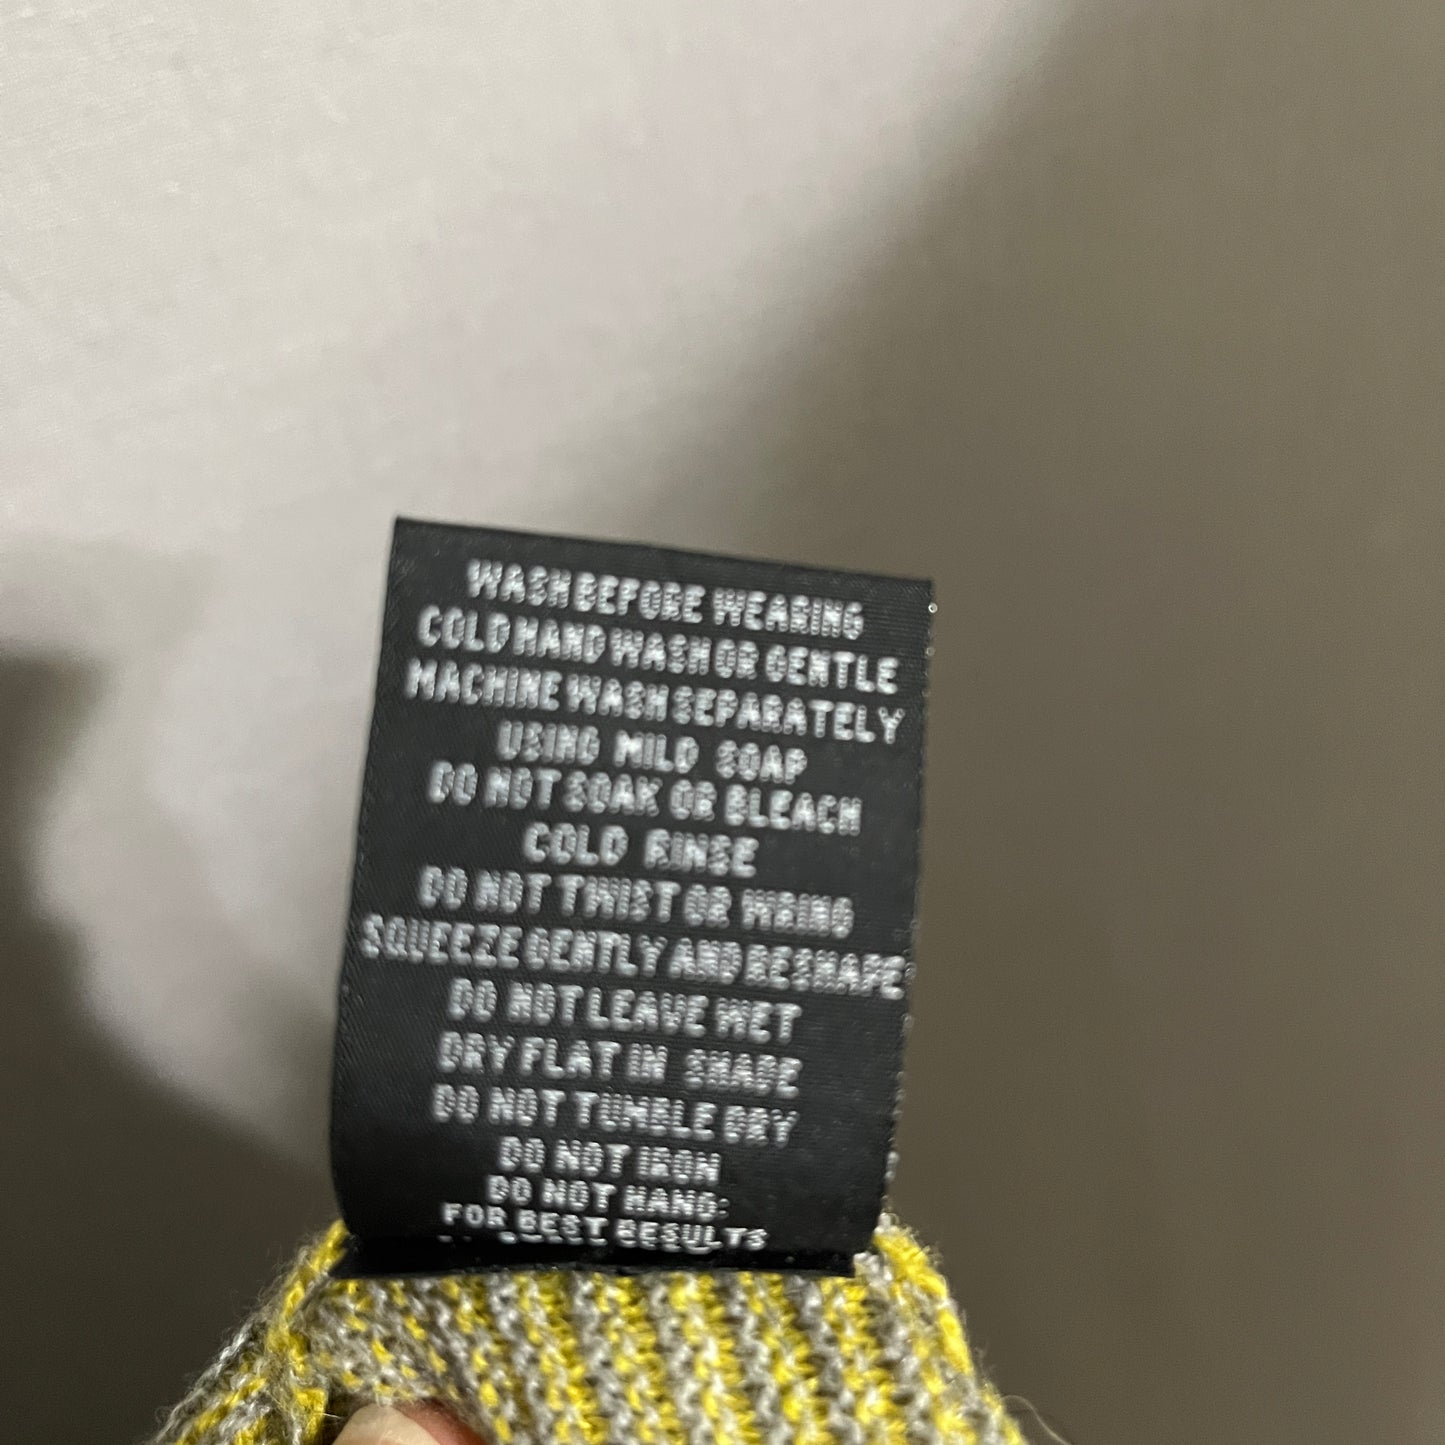 WASH BEFORE WEARING
COLD HAND WASH OR GENTLE
MACHINE WASH SEPARATELY
USING MILD SOAP
DO NOT SOAK OR BLEACH
COLD RINSE
DO NOT TWIST OR WRING
SQUEEZE GENTLY AND RESHAPE
DO NOT LEAVE WET
DRY FLAT IN SHADE
DO NOT TUMBLE DRY
DO NOT IRON
DO NOT HANG:
FOR BEST RESULTS